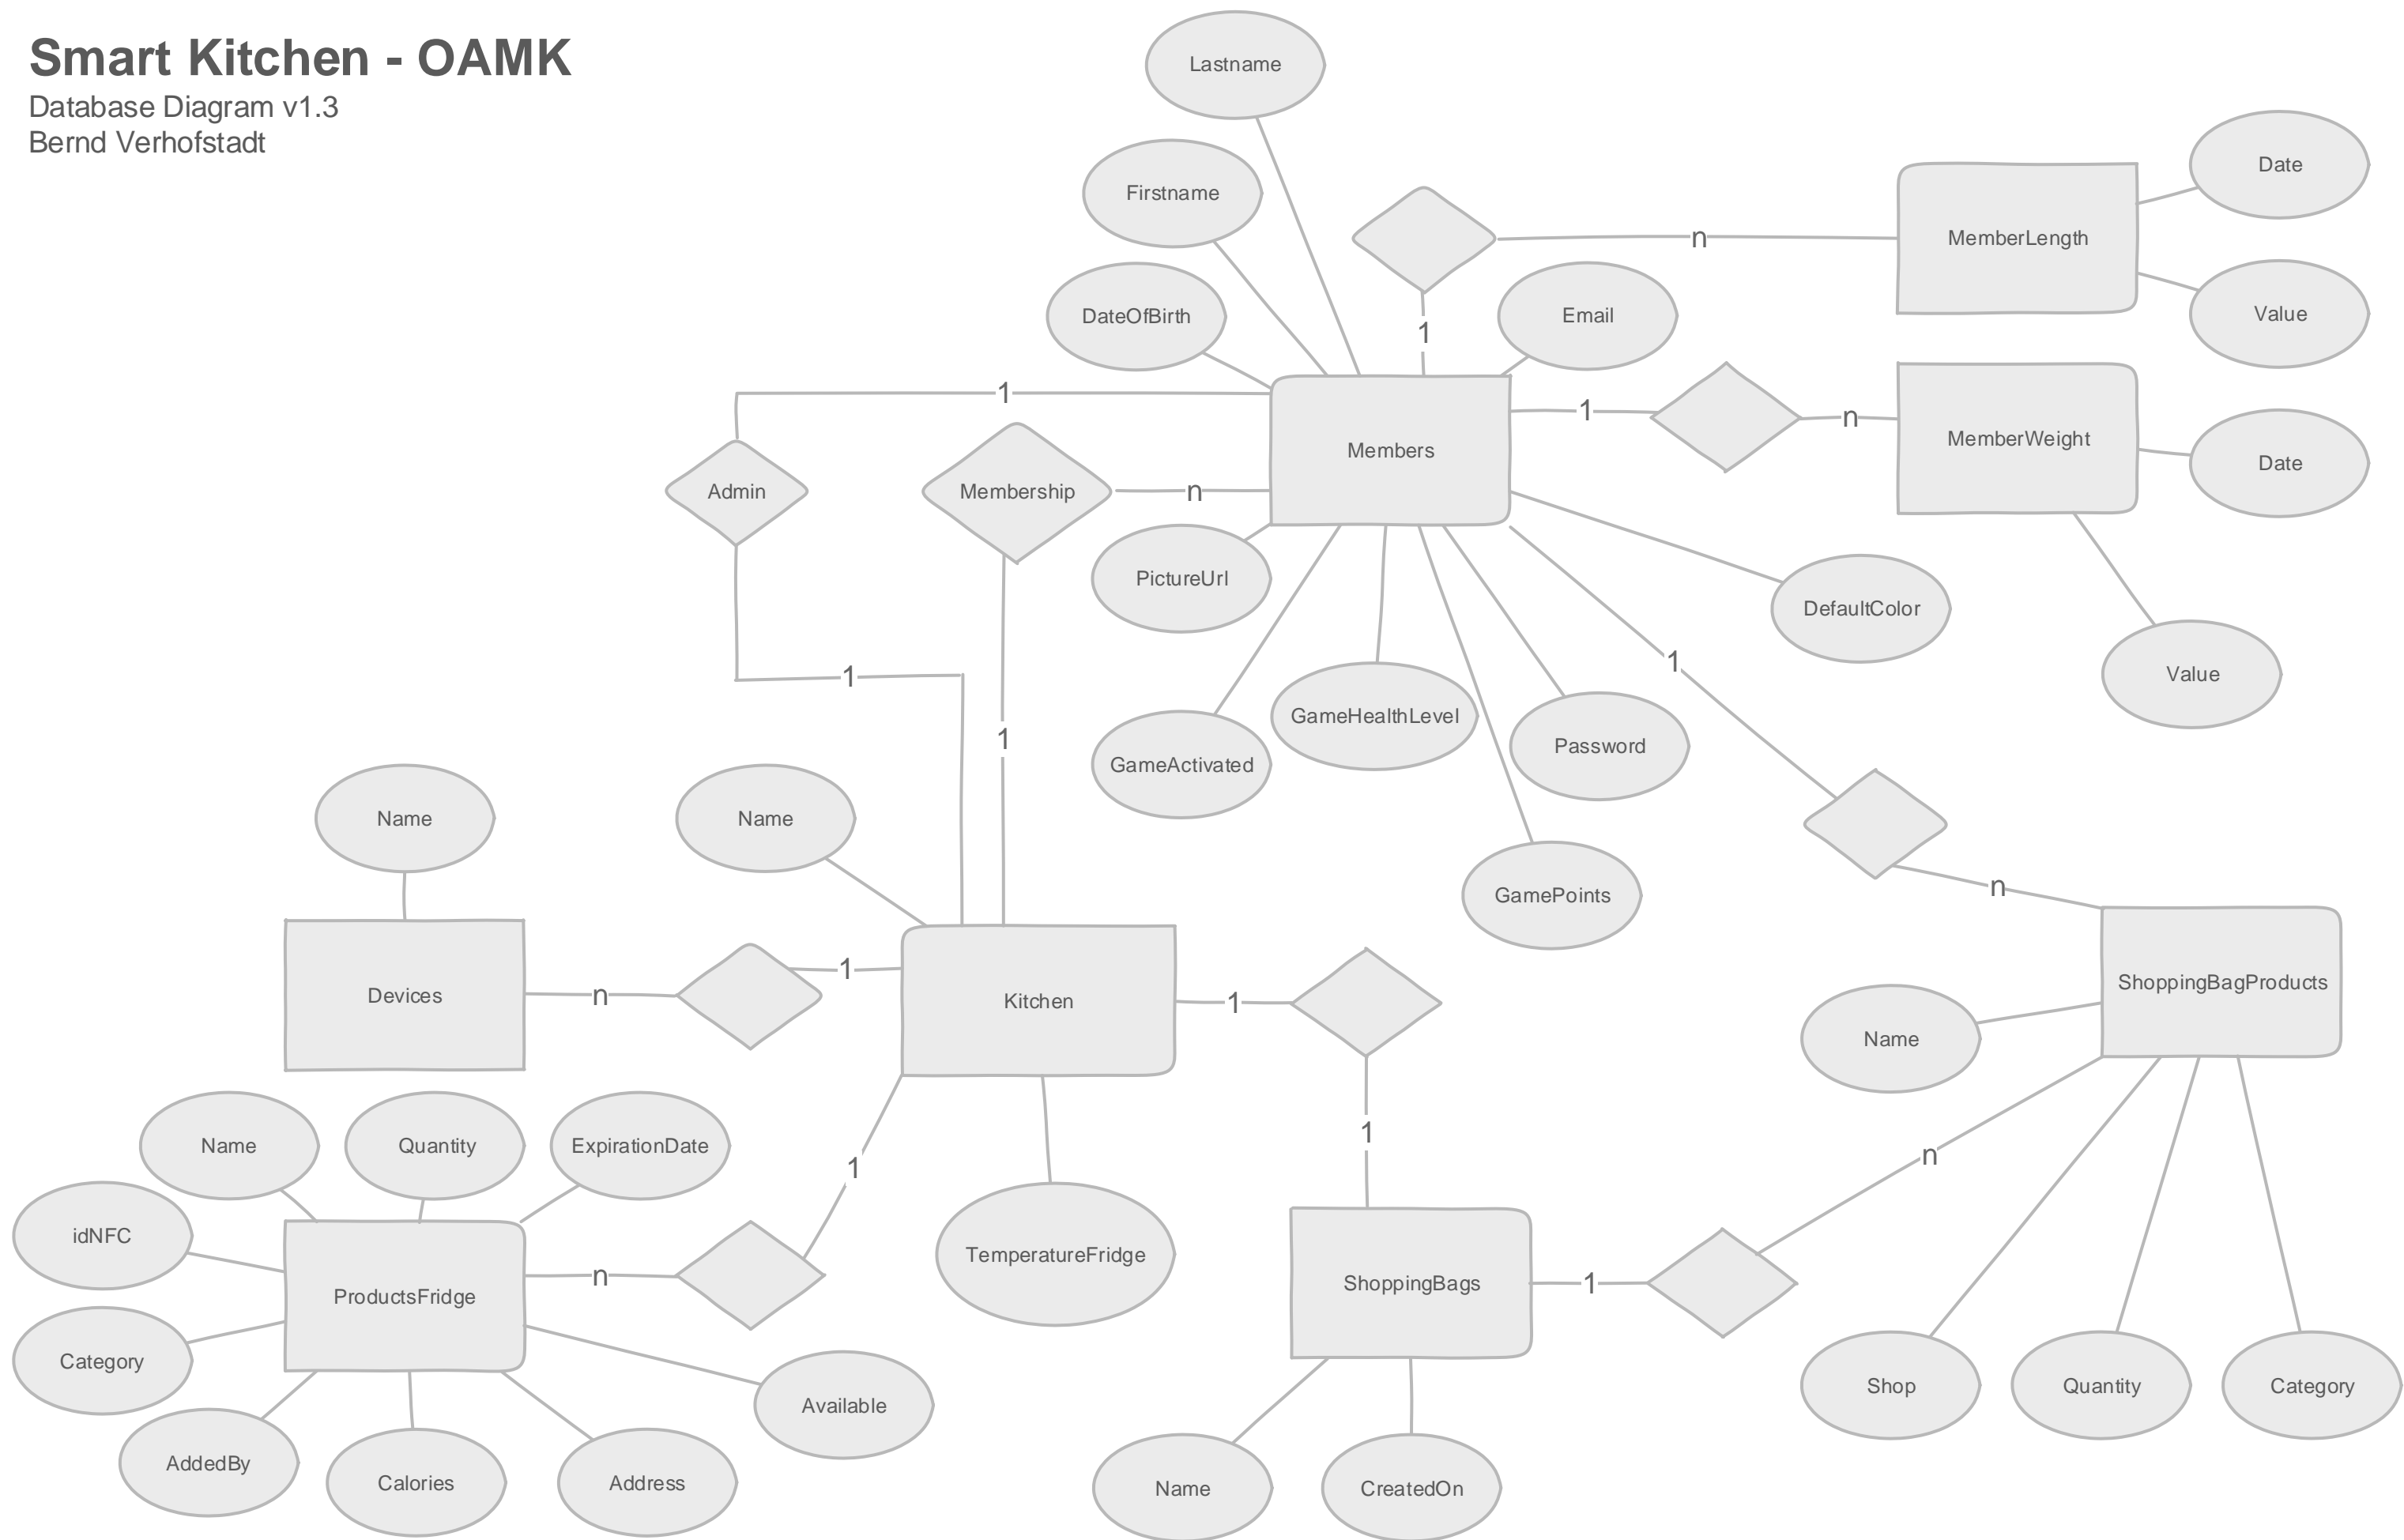 Smart Kitchen - OAMK
Database Diagram v1.3
Bernd Verhofstadt
Lastname
Firstname
DateOfBirth
Email
n
1
MemberLength
Date
Value
1
Members
1
n
MemberWeight
Date
Value
Admin
Membership
n
PictureUrl
DefaultColor
1
1
1
GameActivated
GameHealthLevel
Password
GamePoints
n
Name
Name
Devices
n
1
Kitchen
1
ShoppingBagProducts
Name
1
n
Name
Quantity
ExpirationDate
1
idNFC
ProductsFridge
n
TemperatureFridge
ShoppingBags
1
Category
AddedBy
Calories
Address
Available
Name
CreatedOn
Shop
Quantity
Category